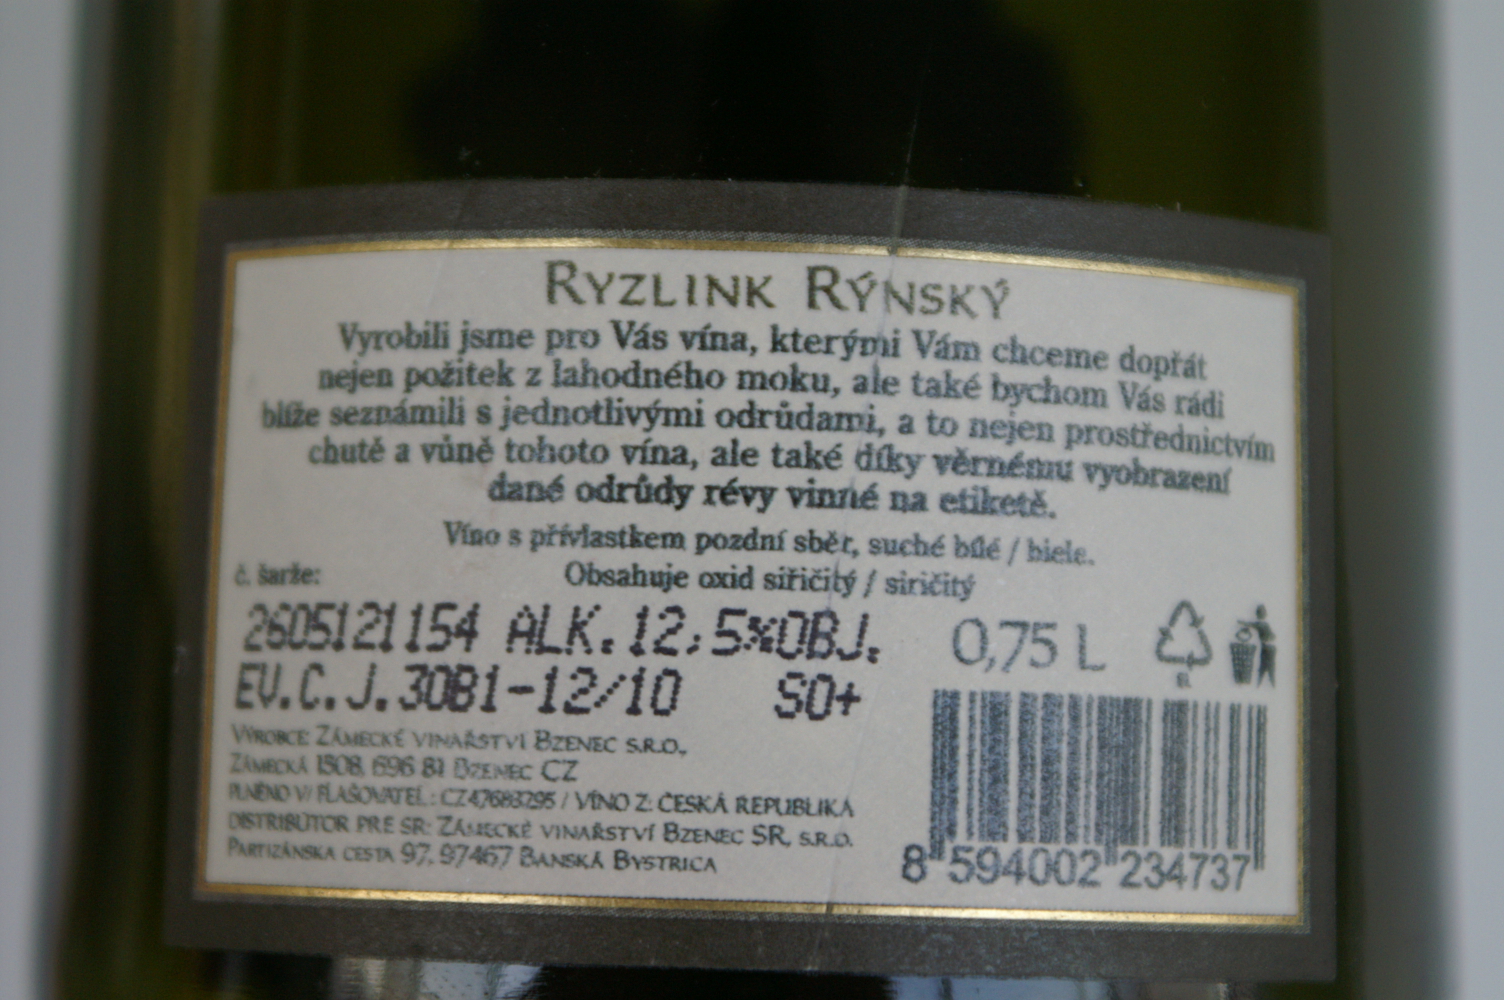 RYZLINK RÝNSKÝ
Vyrobili jsme pro Vás vína, kterými Vám chceme dopřát
nejen požitek z lahodného moku, ale také bychom Vás rádi
blíže seznámili s jednotlivými odrůdami, a to nejen prostřednictvím
chutě a vůně tohoto vína, ale také díky věrnému vyobrazení
dané odrůdy révy vinné na etiketě.
Víno s přívlastkem pozdní sběr, suché bílé / biele.
č. šarže:
Obsahuje oxid siřičitý / siričitý
2605121154 ALK.12,5%OBJ.
0,75 L
EV.Č.J.3081-12/10 SO+
VÝROBCE: ZÁMECKÉ VINAŘSTVÍ BZENEC S.R.O.,
ZÁMECKÁ 1508, 696 81 BZENEC CZ
PLNĚNO V/ FLAŠOVATEĽ: CZ47683295 / VÍNO Z: ČESKÁ REPUBLIKA
DISTRIBÚTOR PRE SR: ZÁMECKÉ VINAŘSTVÍ BZENEC SR, S.R.O.
PARTIZÁNSKA CESTA 97, 97467 BANSKÁ BYSTRICA
8 594002 234737